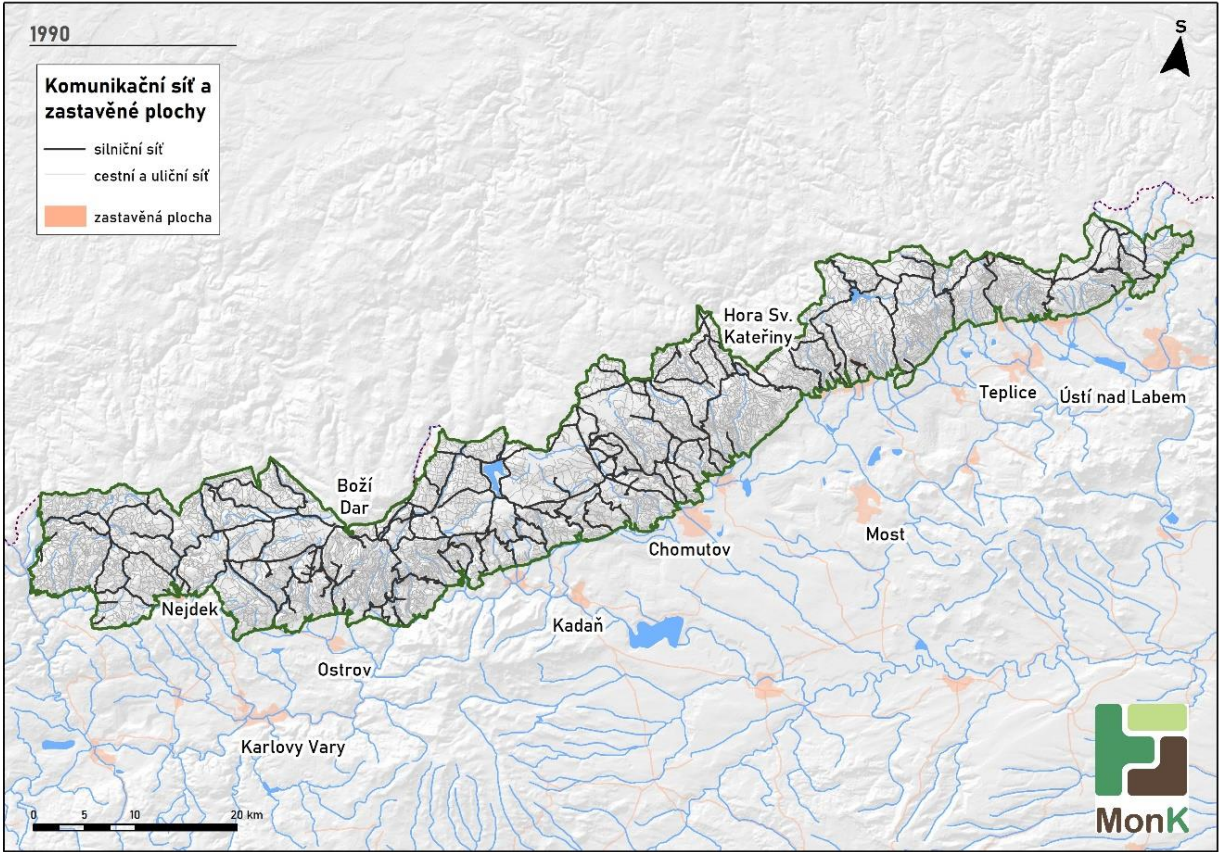 1990
S
Komunikační síť a
zastavěné plochy
silniční síť
cestní a uliční síť
zastavěná plocha
Hora Sv.
Kateřiny
Teplice
Ústí nad Labem
Boží
Dar
Most
Chomutov
Nejdek
Kadaň
Ostrov
Karlovy Vary
0 5 10 20 km
MonK